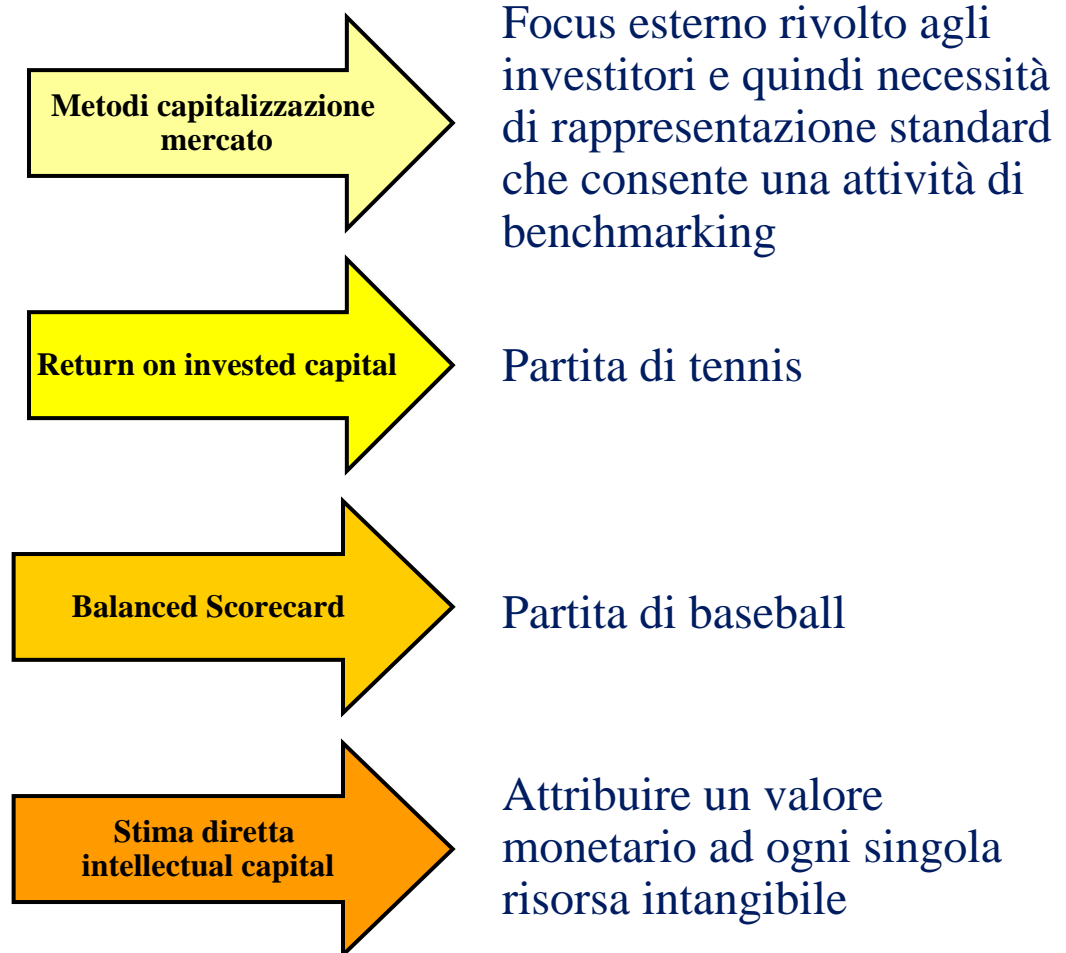 Metodi capitalizzazione
mercato
Focus esterno rivolto agli
investitori e quindi necessità
di rappresentazione standard
che consente una attività di
benchmarking
Return on invested capital
Partita di tennis
Balanced Scorecard
Partita di baseball
Stima diretta
intellectual capital
Attribuire un valore
monetario ad ogni singola
risorsa intangibile